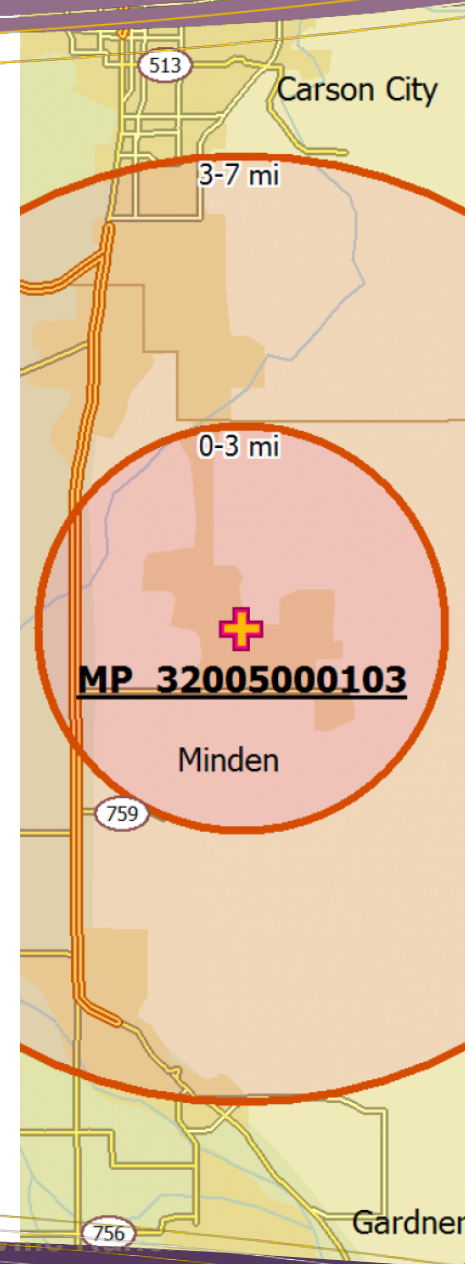 513
Carson City
3-7 mi
0-3 mi
MP 32005000103
Minden
759
Gardner
756